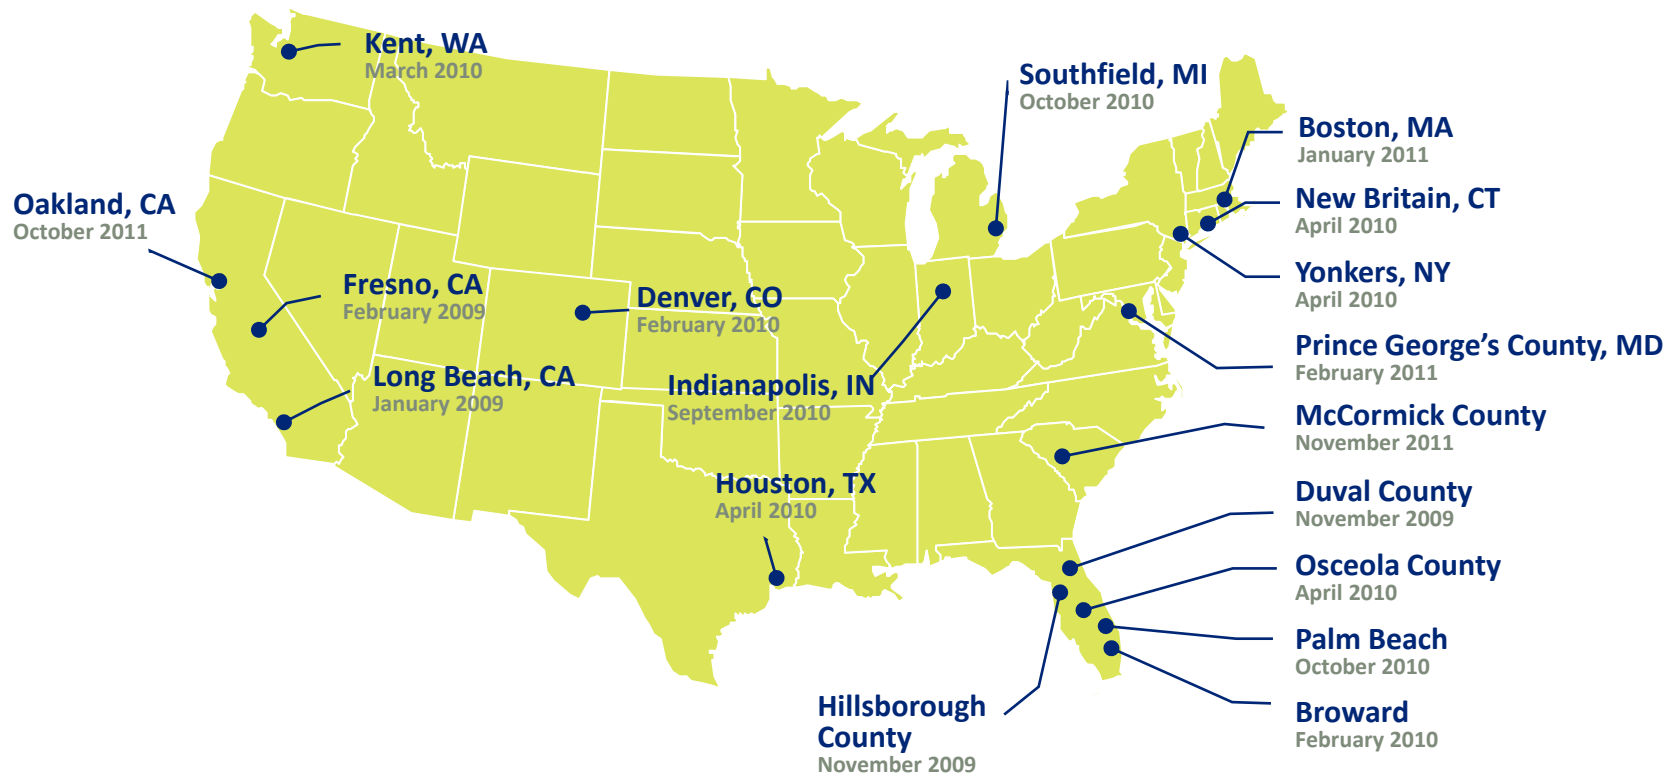 Kent, WA
March 2010
Southfield, MI
October 2010
Boston, MA
January 2011
Oakland, CA
October 2011
New Britain, CT
April 2010
Fresno, CA
February 2009
Denver, CO
February 2010
Yonkers, NY
April 2010
Prince George’s County, MD
February 2011
Long Beach, CA
January 2009
Indianapolis, IN
September 2010
McCormick County
November 2011
Houston, TX
April 2010
Duval County
November 2009
Osceola County
April 2010
Palm Beach
October 2010
Hillsborough
County
November 2009
Broward
February 2010